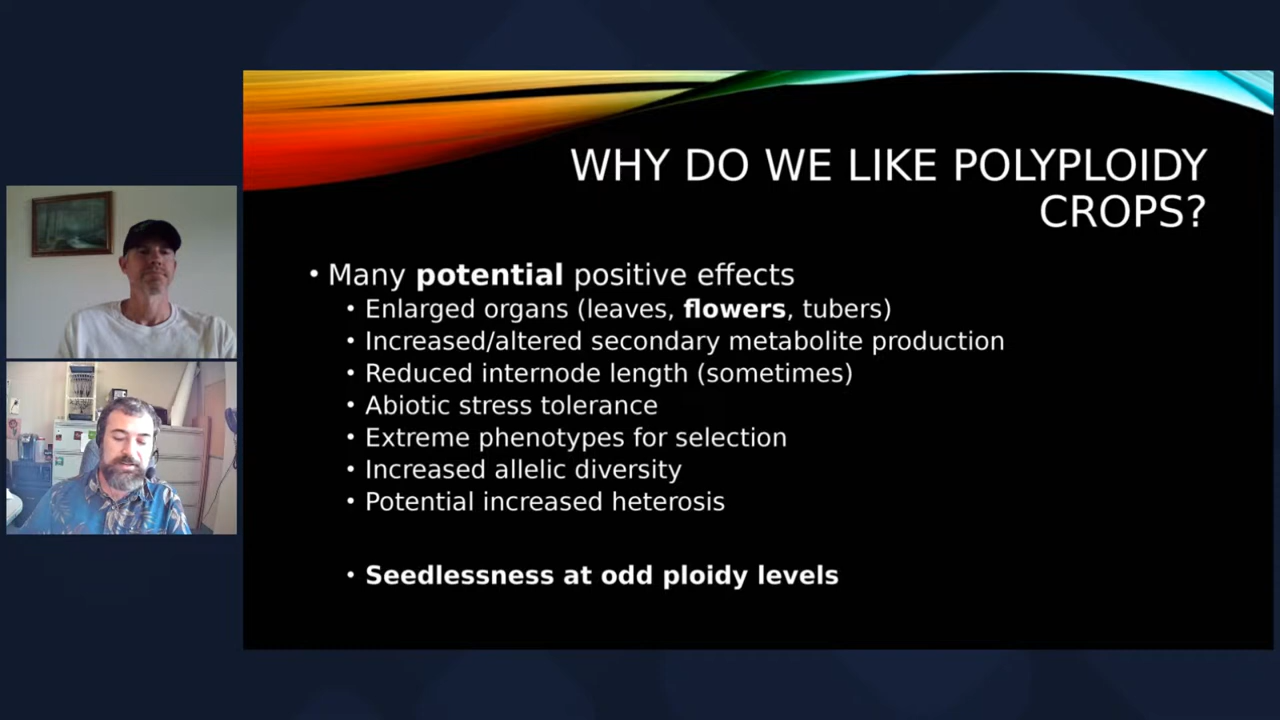 WHY DO WE LIKE POLYPLOIDY
CROPS?
• Many potential positive effects
• Enlarged organs (leaves, flowers, tubers)
• Increased/altered secondary metabolite production
• Reduced internode length (sometimes)
• Abiotic stress tolerance
• Extreme phenotypes for selection
• Increased allelic diversity
• Potential increased heterosis
• Seedlessness at odd ploidy levels